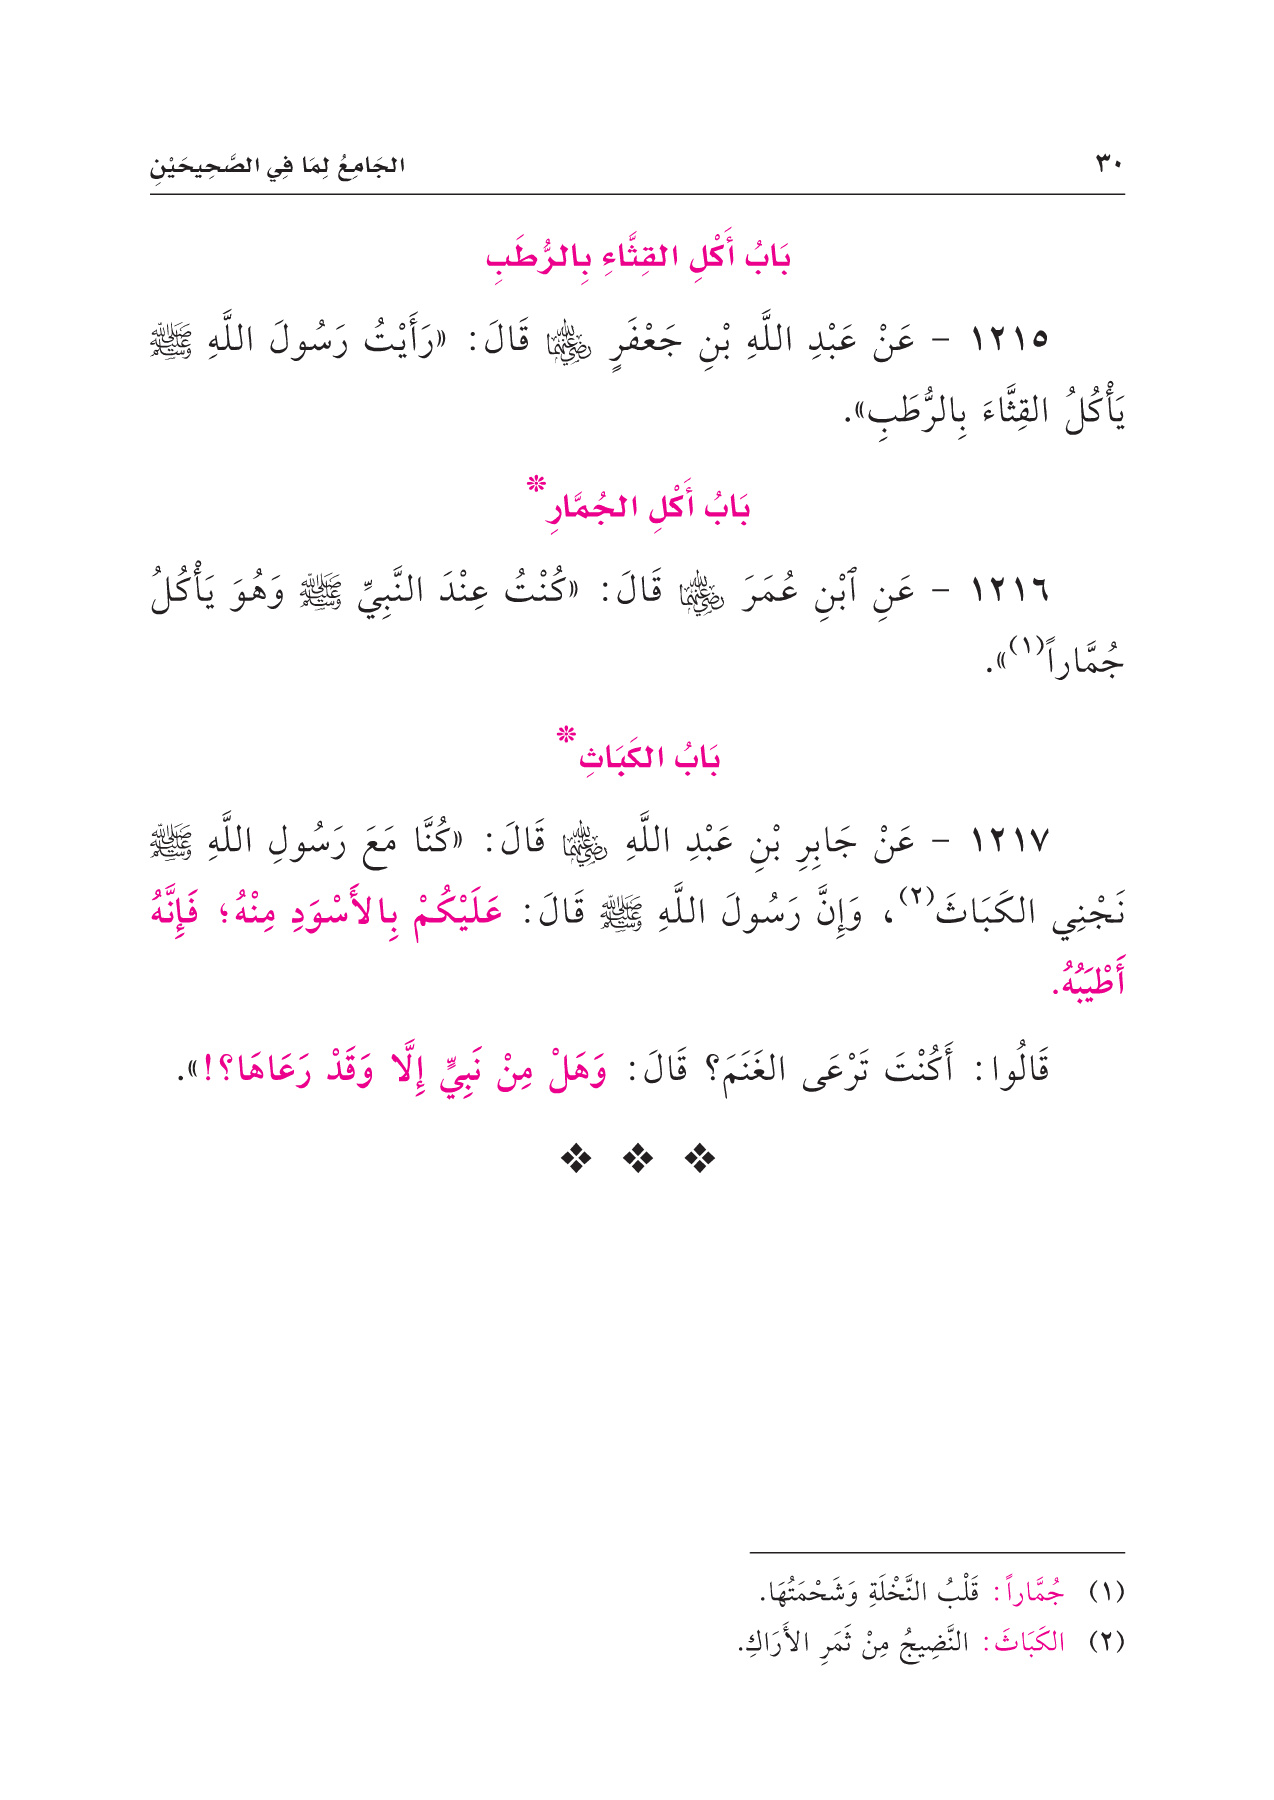 ٣٠
الجَامِعُ لِمَا فِي الصَّحِيحَيْنِ
بَابُ أَكْلِ القِثَّاءِ بِالرُّطَبِ
١٢١٥ - عَنْ عَبْدِ اللَّهِ بْنِ جَعْفَرٍ رضي الله عنهما قَالَ: «رَأَيْتُ رَسُولَ اللَّهِ ﷺ
يَأْكُلُ القِثَّاءَ بِالرُّطَبِ».
بَابُ أَكْلِ الجُمَّارِ*
١٢١٦ - عَنِ ٱبْنِ عُمَرَ رضي الله عنهما قَالَ: «كُنْتُ عِنْدَ النَّبِيِّ ﷺ وَهُوَ يَأْكُلُ
جُمَّاراً(١)».
بَابُ الكَبَاثِ*
١٢١٧ - عَنْ جَابِرِ بْنِ عَبْدِ اللَّهِ رضي الله عنهما قَالَ: «كُنَّا مَعَ رَسُولِ اللَّهِ ﷺ
نَجْنِي الكَبَاثَ(٢)، وَإِنَّ رَسُولَ اللَّهِ ﷺ قَالَ: عَلَيْكُمْ بِالأَسْوَدِ مِنْهُ؛ فَإِنَّهُ
أَطْيَبُهُ.
قَالُوا: أَكُنْتَ تَرْعَى الغَنَمَ؟ قَالَ: وَهَلْ مِنْ نَبِيٍّ إِلَّا وَقَدْ رَعَاهَا؟!».
❖ ❖ ❖
(١) جُمَّاراً: قَلْبُ النَّخْلَةِ وَشَحْمَتُهَا.
(٢) الكَبَاثَ: النَّضِيجُ مِنْ ثَمَرِ الأَرَاكِ.